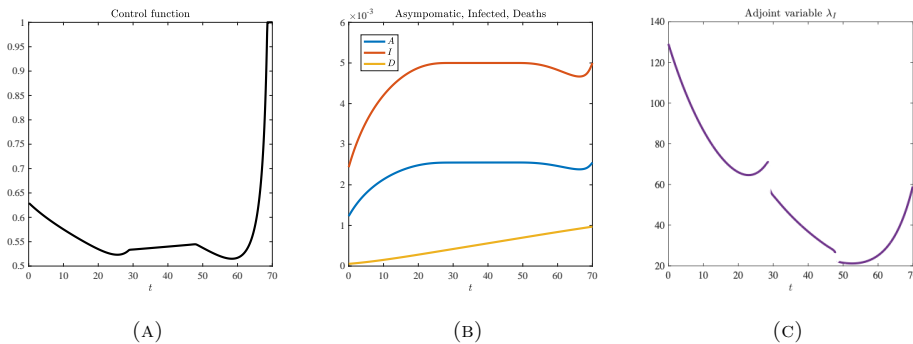 Control function
1
0.95
0.9
0.85
0.8
0.75
0.7
0.65
0.6
0.55
0.5
0 10 20 30 40 50 60 70
t
(A)
×10⁻³ Asympomatic, Infected, Deaths
6
5
4
3
2
1
0
A
I
D
0 10 20 30 40 50 60 70
t
(B)
Adjoint variable λ_I
140
120
100
80
60
40
20
0 10 20 30 40 50 60 70
t
(C)